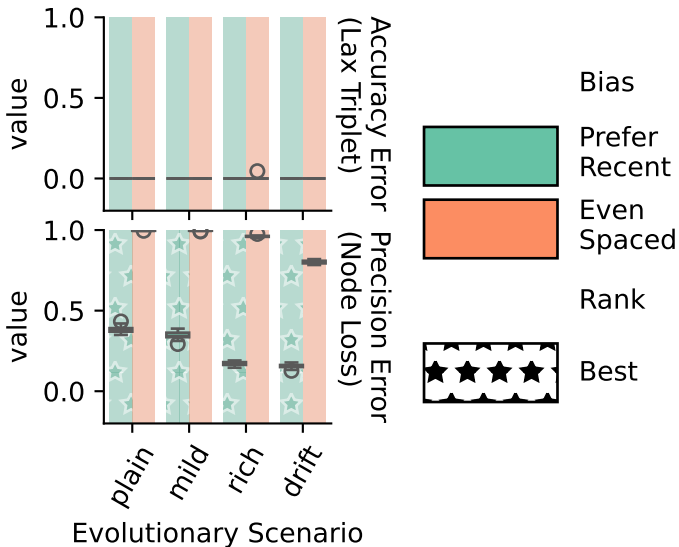 1.0
0.5
0.0
value
Accuracy Error
(Lax Triplet)
1.0
0.5
0.0
value
Precision Error
(Node Loss)
plain
mild
rich
drift
Evolutionary Scenario
Bias
Prefer
Recent
Even
Spaced
Rank
Best